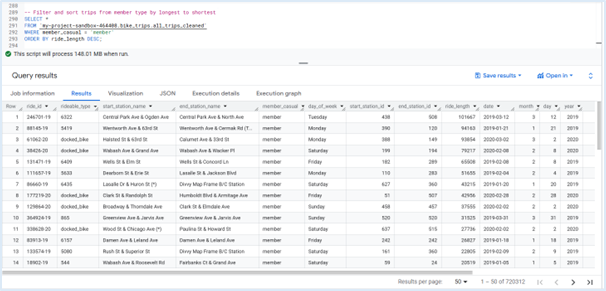 288
289 -- Filter and sort trips from member type by longest to shortest
290 SELECT *
291 FROM `my-project-sandbox-464400.bike_trips.all_trips_cleaned`
292 WHERE member_casual = 'member'
293 ORDER BY ride_length DESC;
294
This script will process 148.01 MB when run.
Query results
Save results
Open in
Job information Results Visualization JSON Execution details Execution graph
Row ride_id rideable_type start_station_name end_station_name member_casual day_of_week start_station_id end_station_id ride_length date month day year
1 246701-19 6322 Central Park Ave & Ogden Ave Central Park Ave & North Ave member Tuesday 438 508 101667 2019-03-12 3 12 2019
2 88145-19 5419 Wentworth Ave & 63rd St Wentworth Ave & Cermak Rd (T... member Monday 390 120 94163 2019-01-21 1 21 2019
3 61062-20 docked_bike Halsted St & 63rd St Calumet Ave & 33rd St member Monday 388 149 93854 2020-03-02 3 2 2020
4 38426-20 docked_bike Wabash Ave & Grand Ave Wabash Ave & Wacker Pl member Saturday 199 194 79217 2020-02-08 2 8 2020
5 131471-19 6409 Wells St & Elm St Wells St & Concord Ln member Friday 182 289 65508 2019-02-08 2 8 2019
6 111657-19 5633 Dearborn St & Erie St Lasalle St & Jackson Blvd member Monday 110 283 51655 2019-02-04 2 4 2019
7 86660-19 6435 Lasalle Dr & Huron St (*) Divvy Map Frame B/C Station member Saturday 627 360 43215 2019-01-20 1 20 2019
8 177219-20 docked_bike Clark St & Randolph St Humboldt Blvd & Armitage Ave member Friday 51 507 42956 2020-02-28 2 28 2020
9 129664-20 docked_bike Broadway & Thorndale Ave Clark St & Elmdale Ave member Sunday 458 457 37555 2020-02-02 2 2 2020
10 364926-19 865 Greenview Ave & Jarvis Ave Greenview Ave & Jarvis Ave member Sunday 520 520 31525 2019-03-31 3 31 2019
11 338628-20 docked_bike Wood St & Chicago Ave (*) Paulina St & Howard St member Sunday 637 515 27736 2020-02-02 2 2 2020
12 83913-19 6157 Damen Ave & Leland Ave Damen Ave & Leland Ave member Friday 242 242 26827 2019-01-18 1 18 2019
13 133574-19 5080 Rush St & Superior St Divvy Map Frame B/C Station member Saturday 161 360 22805 2019-02-09 2 9 2019
14 18902-19 544 Wabash Ave & Roosevelt Rd Fairbanks Ct & Grand Ave member Saturday 59 24 20519 2019-01-05 1 5 2019
Results per page: 50 1 – 50 of 720312